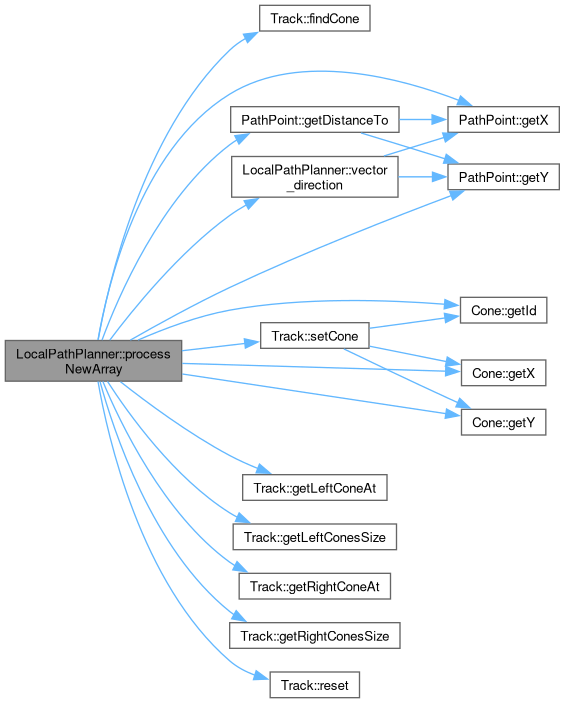 Track::findCone
PathPoint::getDistanceTo
PathPoint::getX
LocalPathPlanner::vector
_direction
PathPoint::getY
Cone::getId
Track::setCone
LocalPathPlanner::process
NewArray
Cone::getX
Cone::getY
Track::getLeftConeAt
Track::getLeftConesSize
Track::getRightConeAt
Track::getRightConesSize
Track::reset